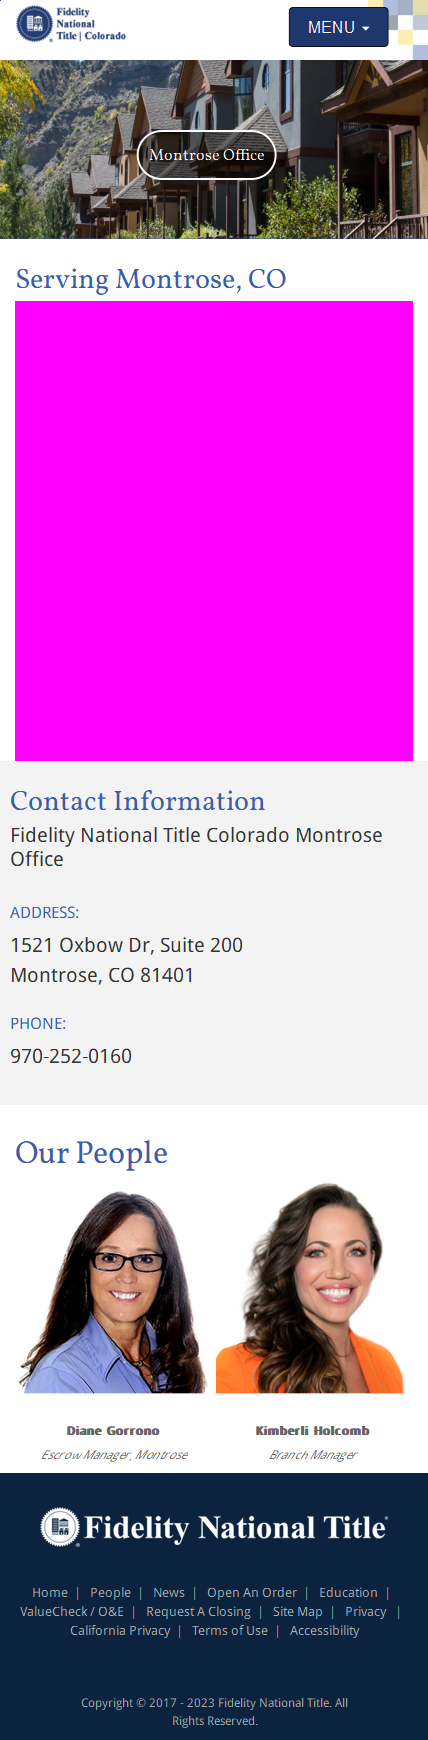 Fidelity
National
Title | Colorado
MENU
Montrose Office
Serving Montrose, CO
Contact Information
Fidelity National Title Colorado Montrose
Office
ADDRESS:
1521 Oxbow Dr, Suite 200
Montrose, CO 81401
PHONE:
970-252-0160
Our People
Diane Gorrono
Escrow Manager, Montrose
Kimberli Holcomb
Branch Manager
Fidelity National Title®
Home | People | News | Open An Order | Education |
ValueCheck / O&E | Request A Closing | Site Map | Privacy |
California Privacy | Terms of Use | Accessibility
Copyright © 2017 - 2023 Fidelity National Title. All
Rights Reserved.